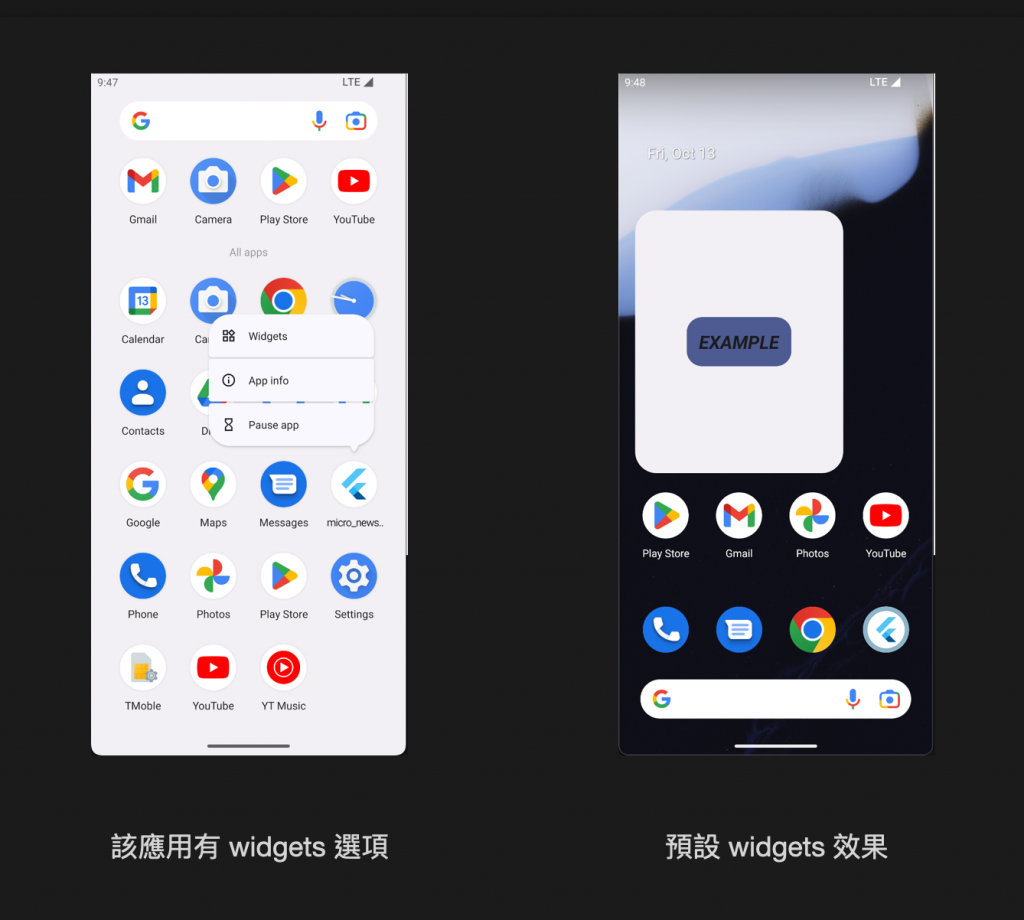 9:47
LTE
Gmail
Camera
Play Store
YouTube
All apps
13
Calendar
Ca
Widgets
App info
Contacts
D
Pause app
Google
Maps
Messages
micro_news..
Phone
Photos
Play Store
Settings
TMoble
YouTube
YT Music
該應用有 widgets 選項
9:48
LTE
Fri, Oct 13
EXAMPLE
Play Store
Gmail
Photos
YouTube
預設 widgets 效果